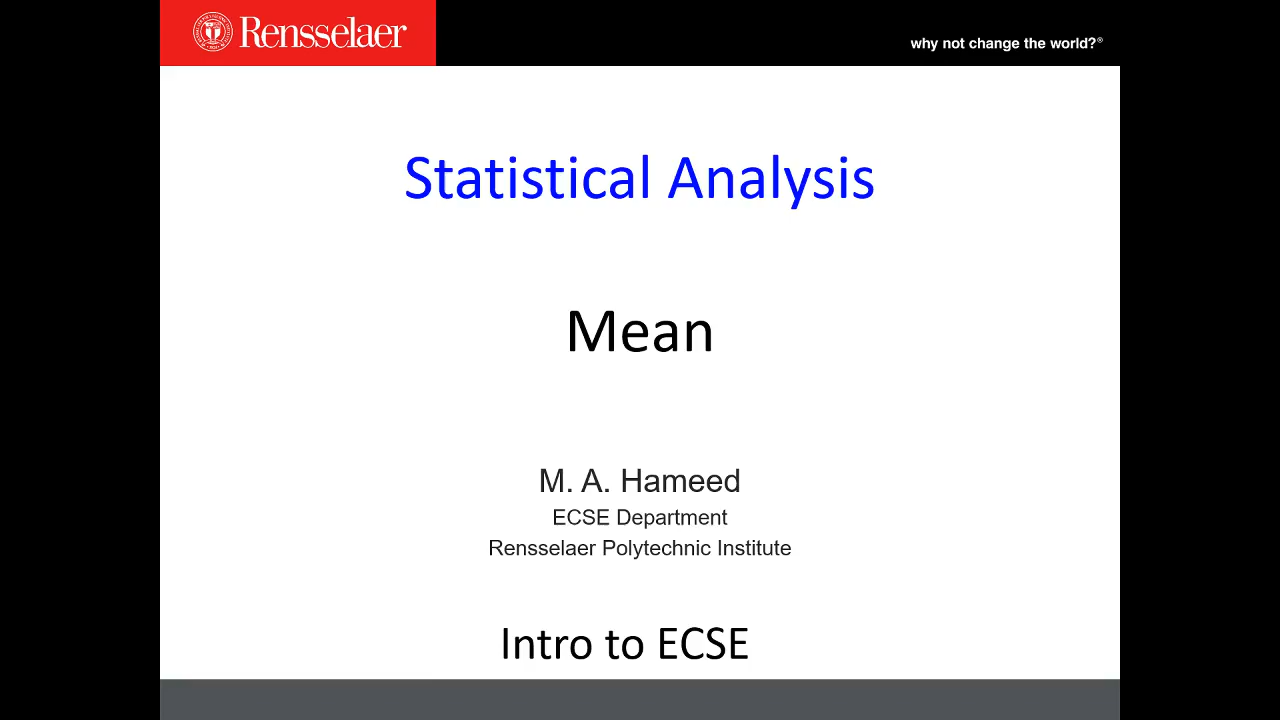 Rensselaer
why not change the world?®
Statistical Analysis
Mean
M. A. Hameed
ECSE Department
Rensselaer Polytechnic Institute
Intro to ECSE